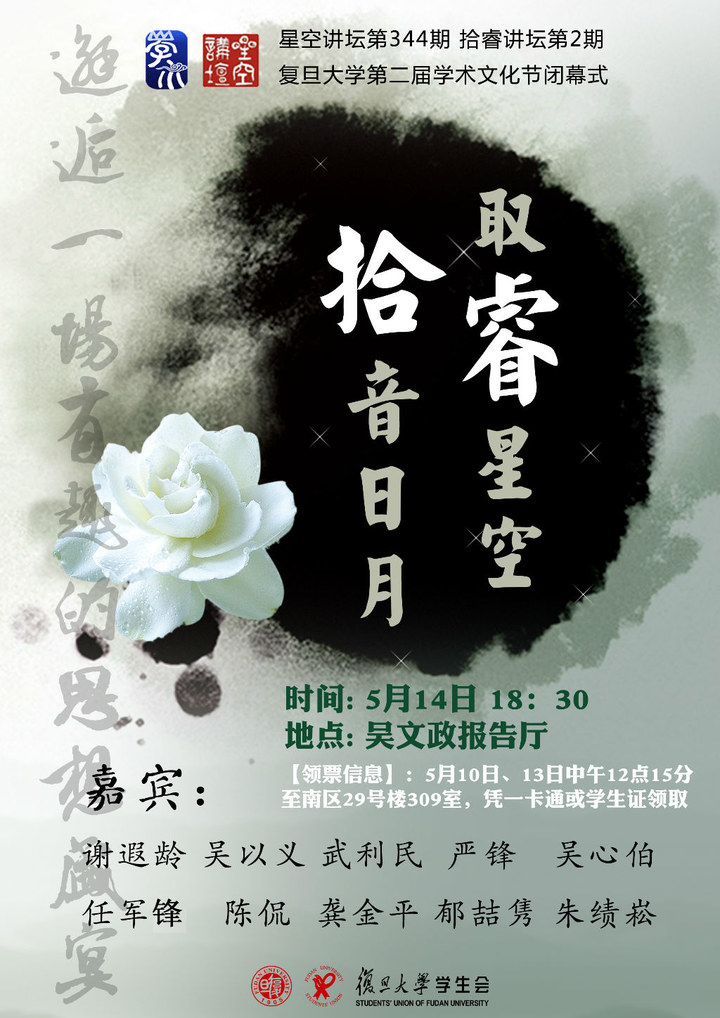 星空讲坛第344期 拾睿讲坛第2期
复旦大学第二届学术文化节闭幕式
星空
講壇
邂逅一場有趣的思想盛宴
取睿星空
拾音日月
时间: 5月14日 18：30
地点: 吴文政报告厅
【领票信息】：5月10日、13日中午12点15分
至南区29号楼309室，凭一卡通或学生证领取
嘉宾：
谢遐龄 吴以义 武利民 严锋 吴心伯
任军锋 陈侃 龚金平 郁喆隽 朱绩崧
復旦大學学生会
STUDENTS' UNION OF FUDAN UNIVERSITY